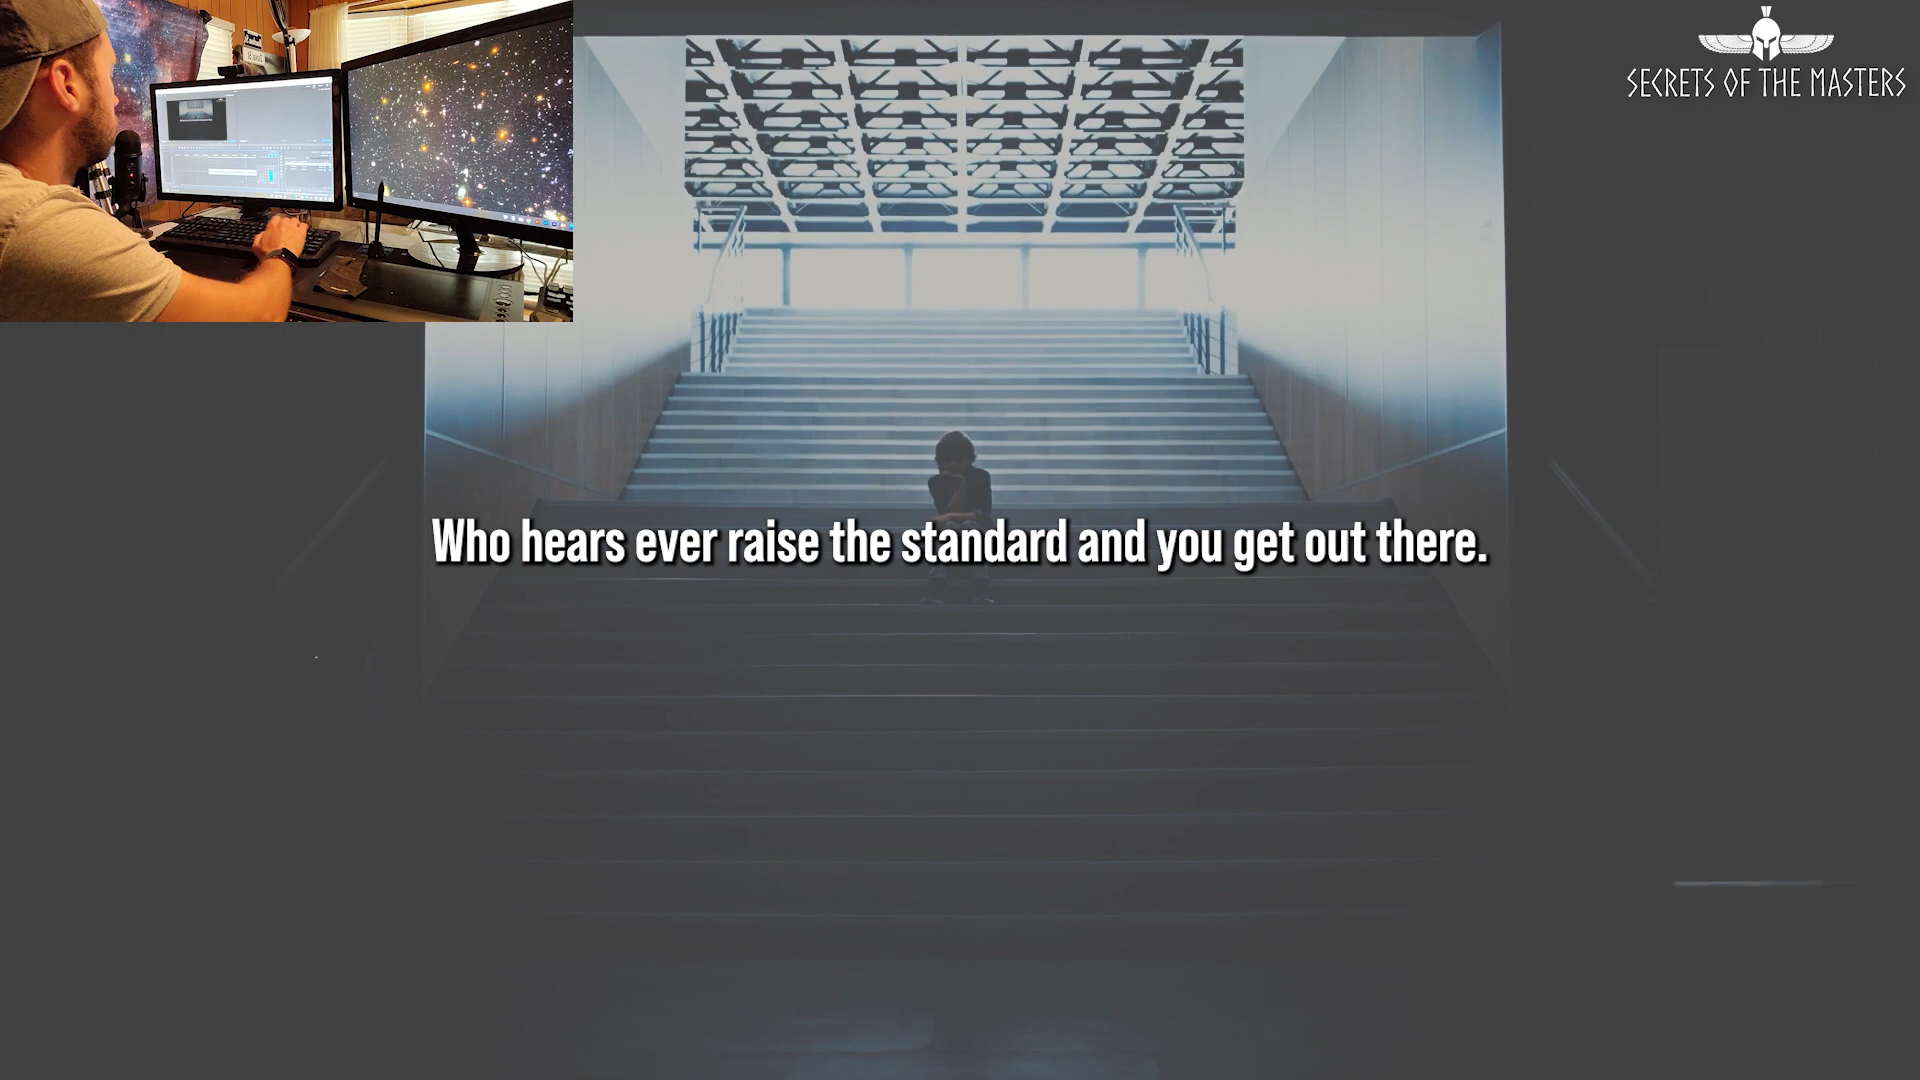 SECRETS OF THE MASTERS
Who hears ever raise the standard and you get out there.